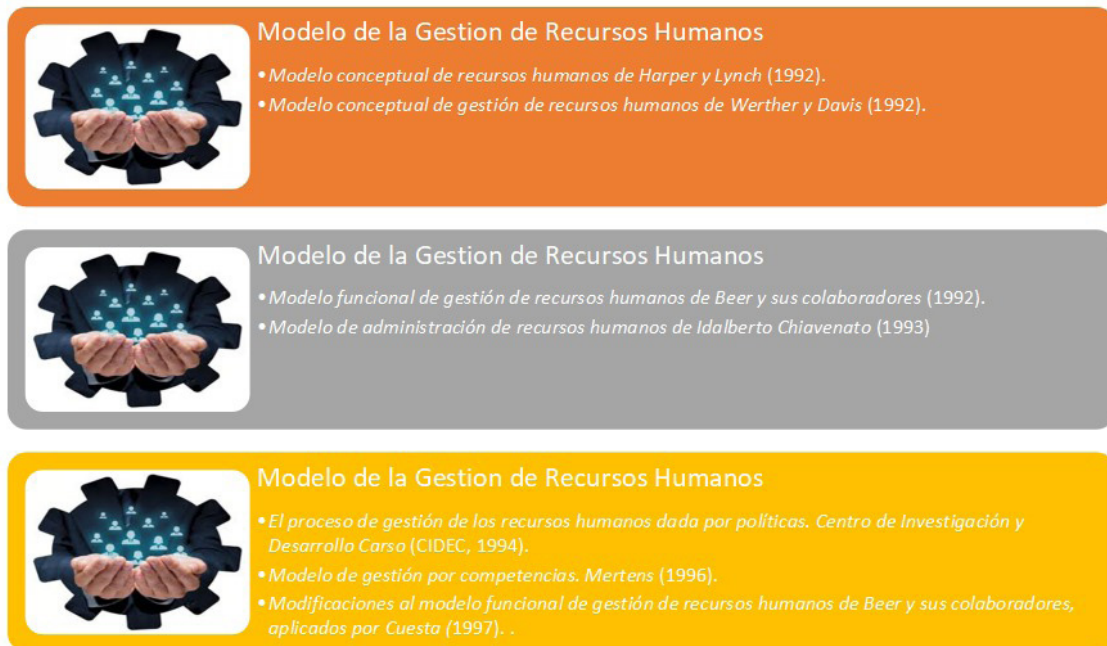 Modelo de la Gestion de Recursos Humanos
• Modelo conceptual de recursos humanos de Harper y Lynch (1992).
• Modelo conceptual de gestión de recursos humanos de Werther y Davis (1992).
Modelo de la Gestion de Recursos Humanos
• Modelo funcional de gestión de recursos humanos de Beer y sus colaboradores (1992).
• Modelo de administración de recursos humanos de Idalberto Chiavenato (1993)
Modelo de la Gestion de Recursos Humanos
• El proceso de gestión de los recursos humanos dada por políticas. Centro de Investigación y
Desarrollo Carso (CIDEC, 1994).
• Modelo de gestión por competencias. Mertens (1996).
• Modificaciones al modelo funcional de gestión de recursos humanos de Beer y sus colaboradores,
aplicados por Cuesta (1997). .